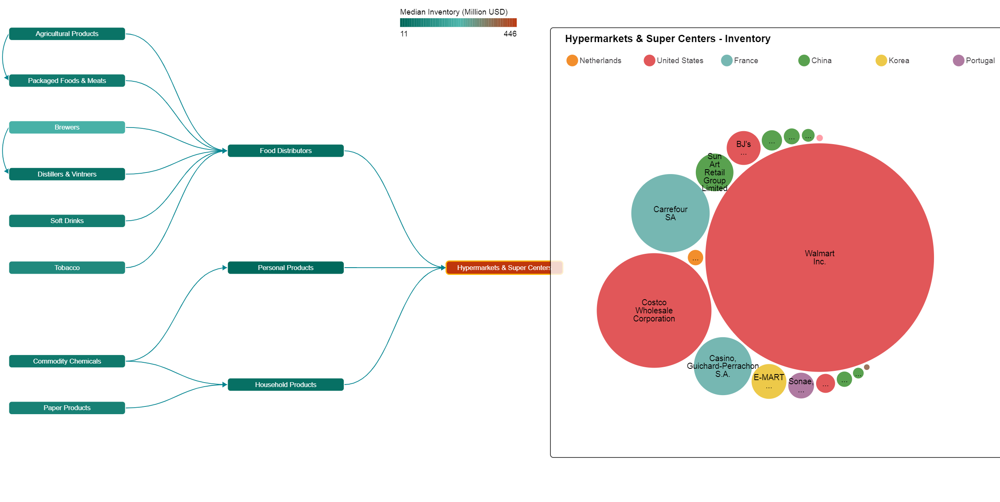 Median Inventory (Million USD)
11 446
Agricultural Products
Packaged Foods & Meats
Brewers
Distillers & Vintners
Soft Drinks
Tobacco
Commodity Chemicals
Paper Products
Food Distributors
Personal Products
Household Products
Hypermarkets & Super Centers
Hypermarkets & Super Centers - Inventory
Netherlands
United States
France
China
Korea
Portugal
BJ's
...
...
...
...
Sun
Art
Retail
Group
Limited
Carrefour
SA
...
Walmart
Inc.
Costco
Wholesale
Corporation
Casino,
Guichard-Perrachon
S.A.
E-MART
...
Sonae,
...
...
...
...